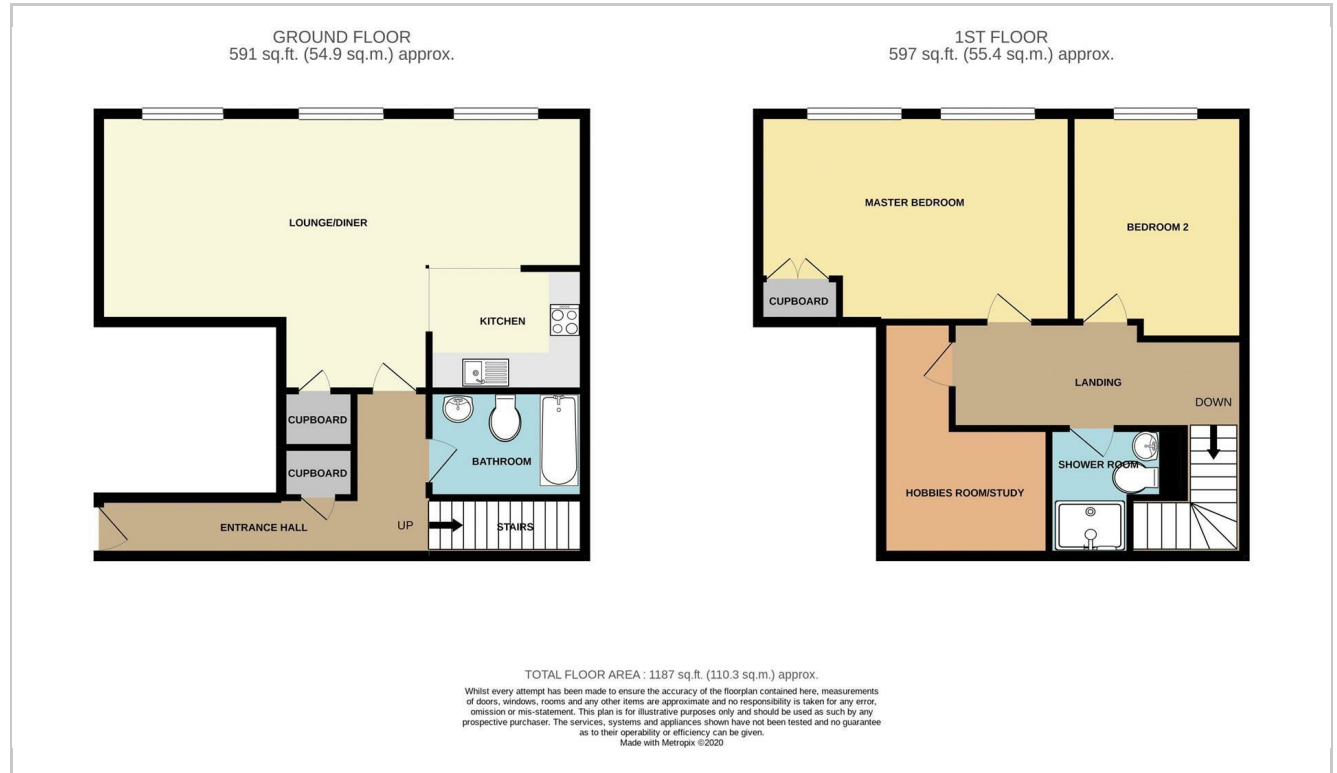 GROUND FLOOR
591 sq.ft. (54.9 sq.m.) approx.
LOUNGE/DINER
KITCHEN
CUPBOARD
BATHROOM
CUPBOARD
ENTRANCE HALL
UP
STAIRS
1ST FLOOR
597 sq.ft. (55.4 sq.m.) approx.
MASTER BEDROOM
BEDROOM 2
CUPBOARD
LANDING
DOWN
SHOWER ROOM
HOBBIES ROOM/STUDY
TOTAL FLOOR AREA : 1187 sq.ft. (110.3 sq.m.) approx.
Whilst every attempt has been made to ensure the accuracy of the floorplan contained here, measurements
of doors, windows, rooms and any other items are approximate and no responsibility is taken for any error,
omission or mis-statement. This plan is for illustrative purposes only and should be used as such by any
prospective purchaser. The services, systems and appliances shown have not been tested and no guarantee
as to their operability or efficiency can be given.
Made with Metropix ©2020